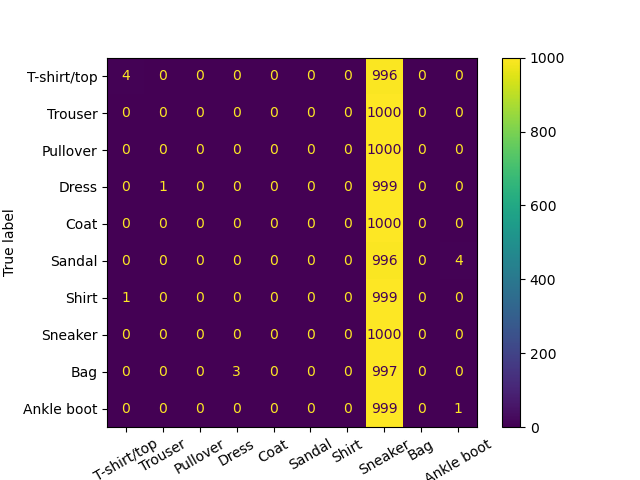 1000
T-shirt/top 4 0 0 0 0 0 0 996 0 0
Trouser 0 0 0 0 0 0 0 1000 0 0
800
Pullover 0 0 0 0 0 0 0 1000 0 0
Dress 0 1 0 0 0 0 0 999 0 0
600
Coat 0 0 0 0 0 0 0 1000 0 0
True label
Sandal 0 0 0 0 0 0 0 996 0 4
400
Shirt 1 0 0 0 0 0 0 999 0 0
Sneaker 0 0 0 0 0 0 0 1000 0 0
200
Bag 0 0 0 3 0 0 0 997 0 0
Ankle boot 0 0 0 0 0 0 0 999 0 1
0
T-shirt/top Trouser Pullover Dress Coat Sandal Shirt Sneaker Bag Ankle boot